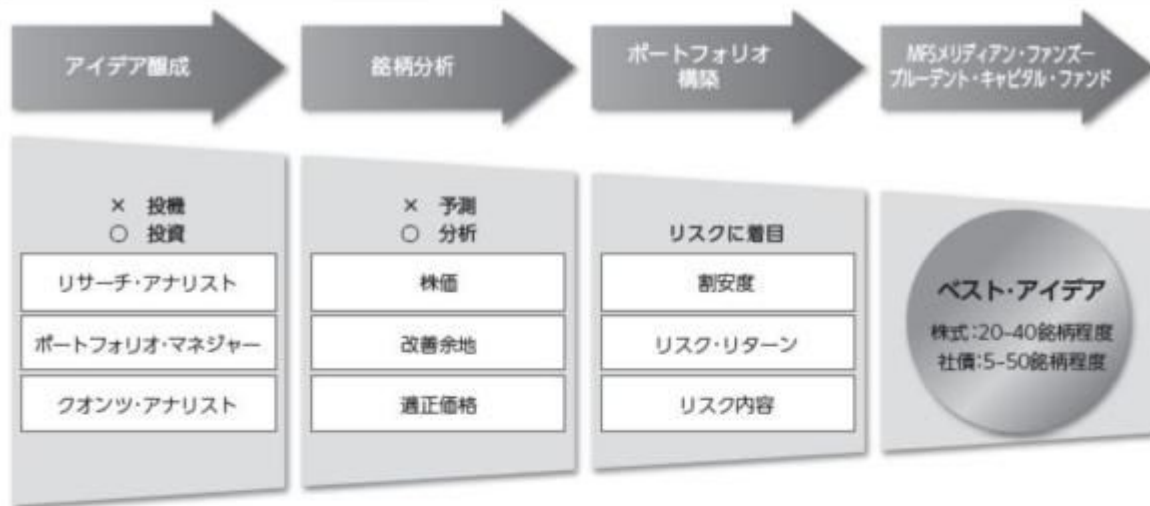 アイデア醸成
× 投機
○ 投資
リサーチ・アナリスト
ポートフォリオ・マネジャー
クオンツ・アナリスト
銘柄分析
× 予測
○ 分析
株価
改善余地
適正価格
ポートフォリオ
構築
リスクに着目
割安度
リスク・リターン
リスク内容
MFSメリディアン・ファンズー
プルーデント・キャピタル・ファンド
ベスト・アイデア
株式:20-40銘柄程度
社債:5-50銘柄程度